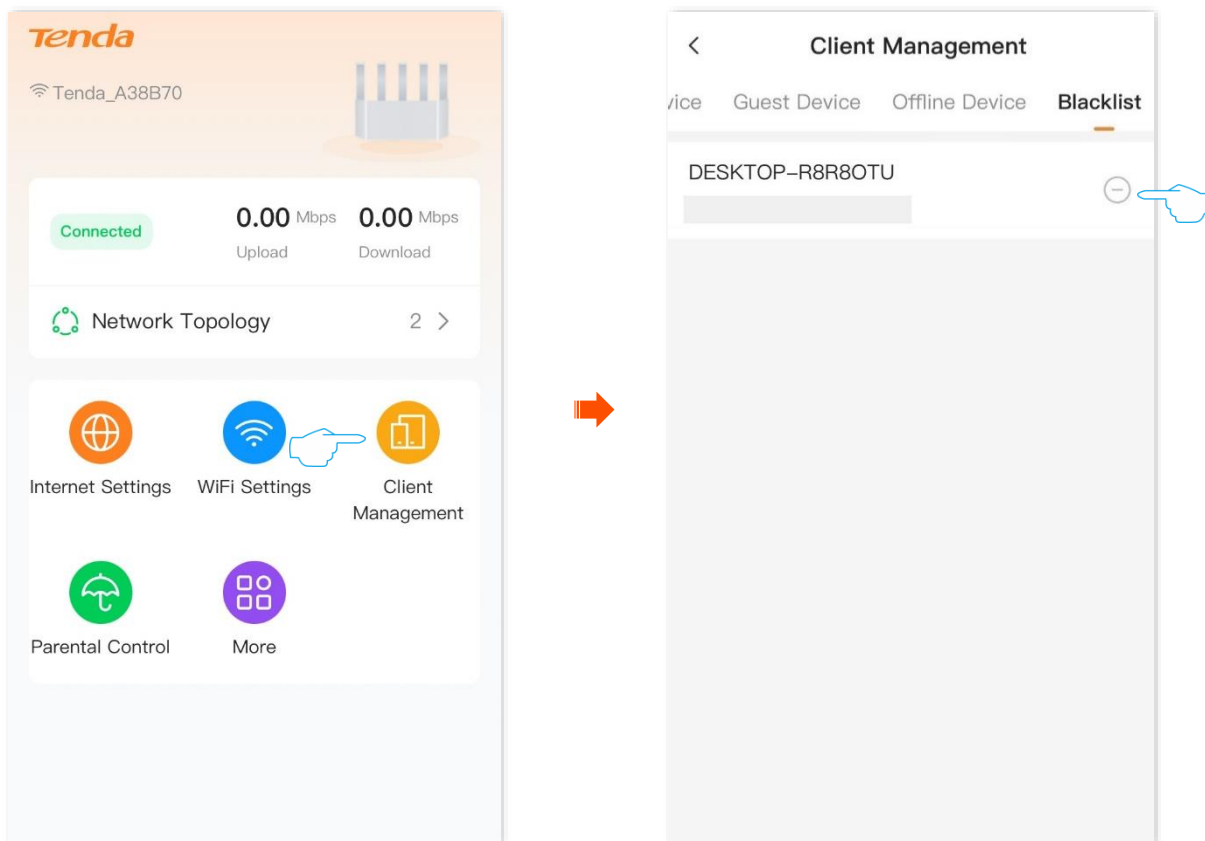 Tenda
Tenda_A38B70
Connected
0.00 Mbps
Upload
0.00 Mbps
Download
Network Topology 2
Internet Settings
WiFi Settings
Client
Management
Parental Control
More
Client Management
vice Guest Device Offline Device Blacklist
DESKTOP-R8R8OTU